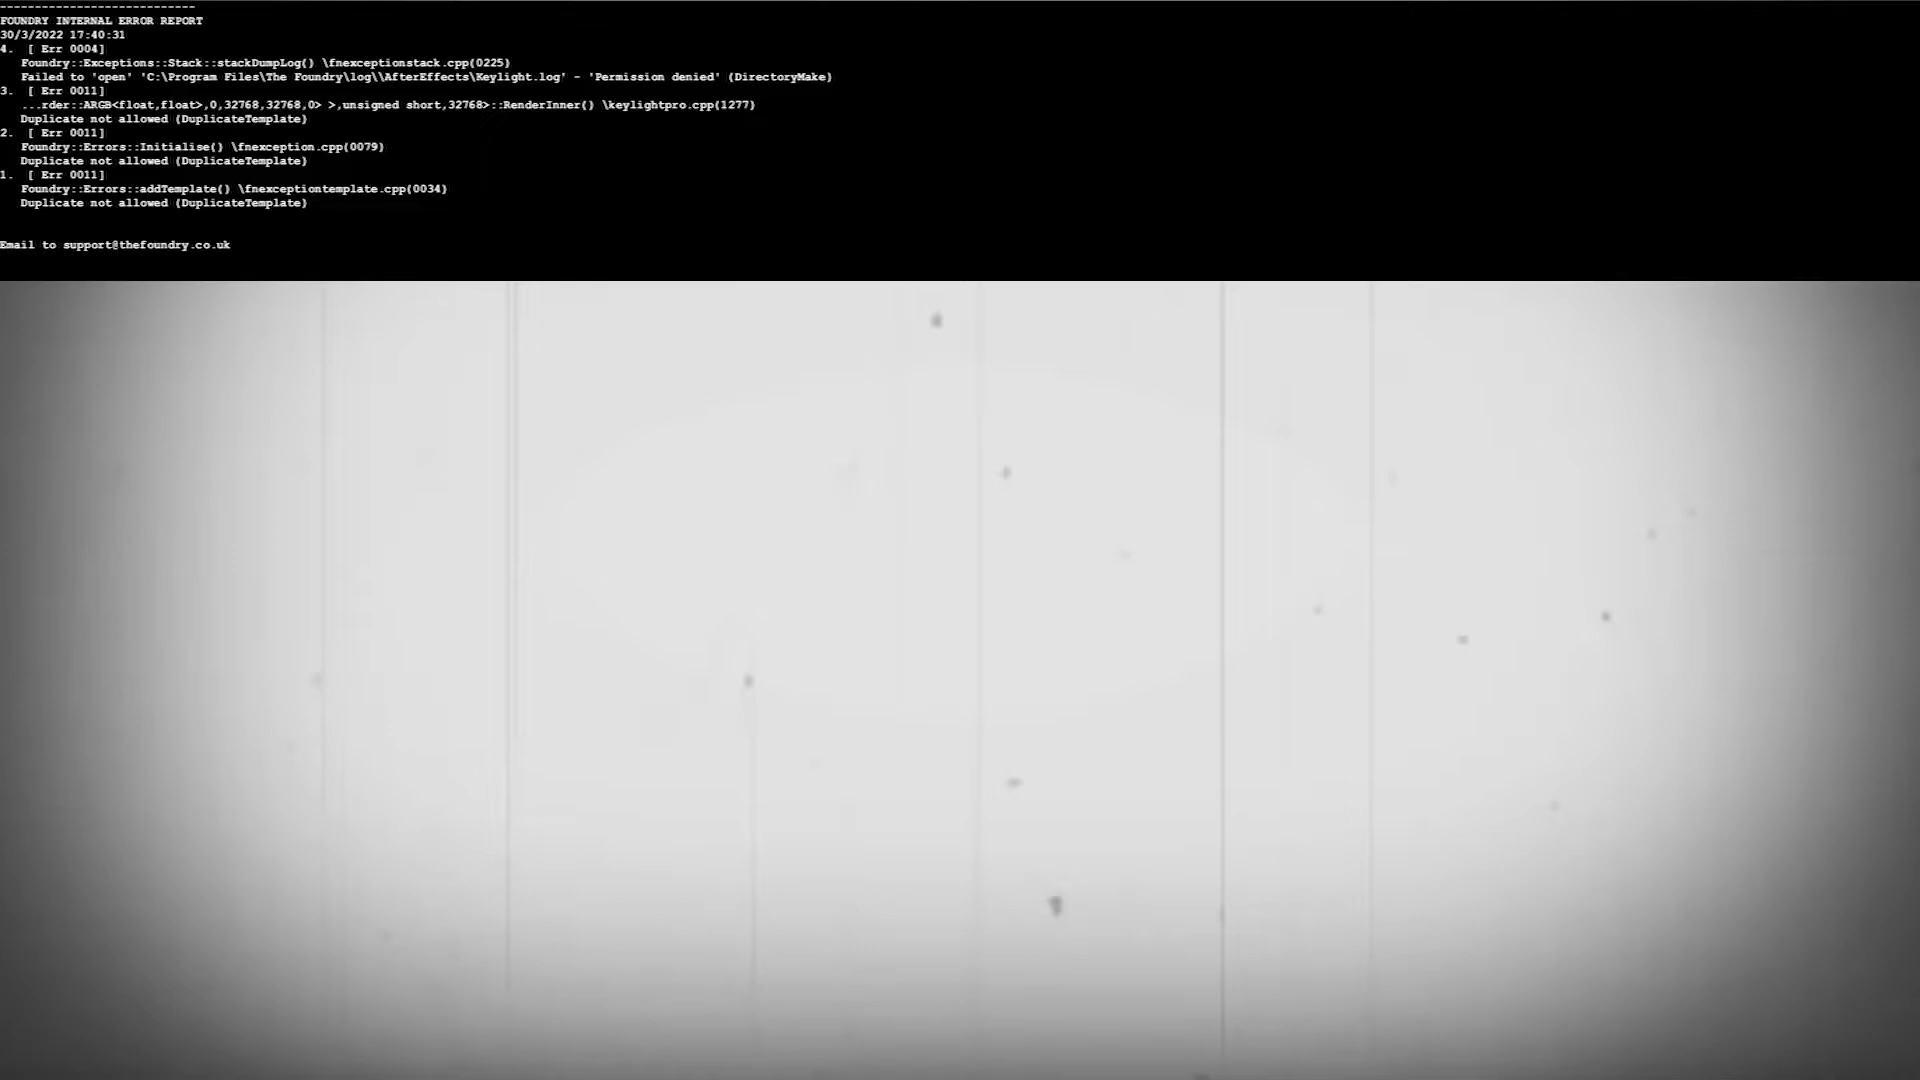 ----------------------------
FOUNDRY INTERNAL ERROR REPORT
30/3/2022 17:40:31
4.  [ Err 0004]
Foundry::Exceptions::Stack::stackDumpLog() \fnexceptionstack.cpp(0225)
Failed to 'open' 'C:\Program Files\The Foundry\log\\AfterEffects\Keylight.log' - 'Permission denied' (DirectoryMake)
3.  [ Err 0011]
...rder::ARGB<float,float>,0,32768,32768,0> >,unsigned short,32768>::RenderInner() \keylightpro.cpp(1277)
Duplicate not allowed (DuplicateTemplate)
2.  [ Err 0011]
Foundry::Errors::Initialise() \fnexception.cpp(0079)
Duplicate not allowed (DuplicateTemplate)
1.  [ Err 0011]
Foundry::Errors::addTemplate() \fnexceptiontemplate.cpp(0034)
Duplicate not allowed (DuplicateTemplate)
Email to support@thefoundry.co.uk